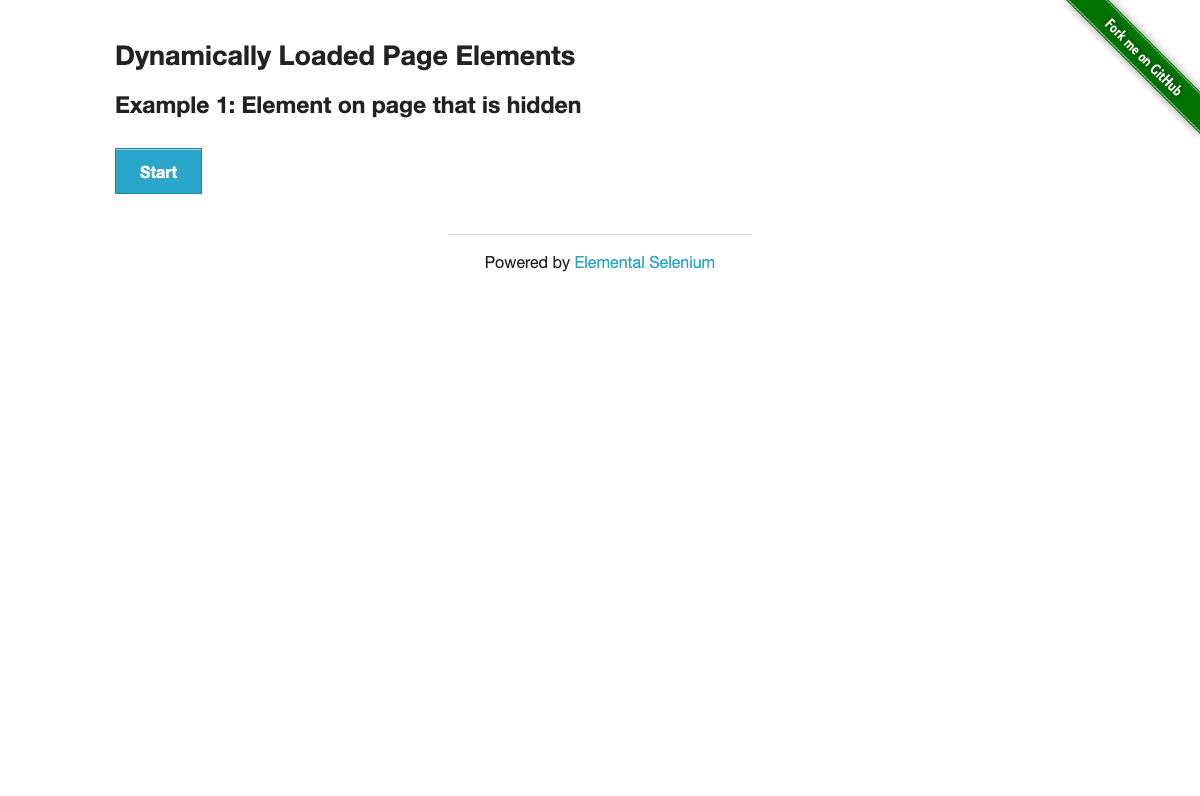 Dynamically Loaded Page Elements
Fork me on GitHub
Example 1: Element on page that is hidden
Start
Powered by Elemental Selenium